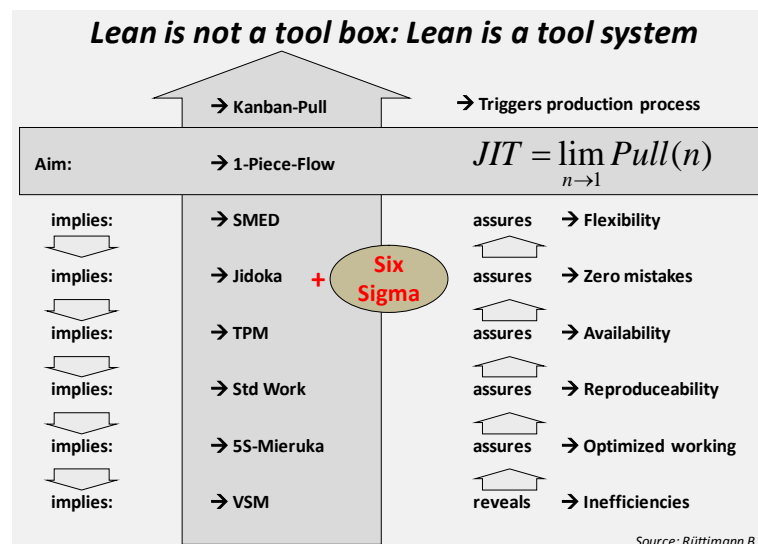 Lean is not a tool box: Lean is a tool system
→ Kanban-Pull → Triggers production process
Aim: → 1-Piece-Flow JIT = lim Pull(n)
n→1
implies: → SMED assures → Flexibility
implies: → Jidoka + Six Sigma assures → Zero mistakes
implies: → TPM assures → Availability
implies: → Std Work assures → Reproduceability
implies: → 5S-Mieruka assures → Optimized working
implies: → VSM reveals → Inefficiencies
Source: Rüttimann B